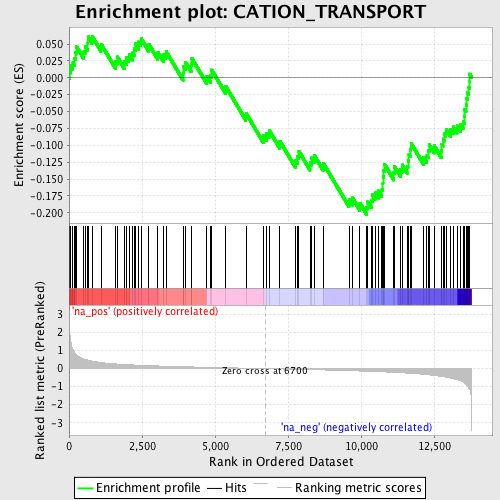 Enrichment plot: CATION_TRANSPORT
Enrichment score (ES)
0.050
0.025
0.000
-0.025
-0.050
-0.075
-0.100
-0.125
-0.150
-0.175
-0.200
'na_pos' (positively correlated)
Ranked list metric (PreRanked)
3
2
1
0
-1
-2
-3
Zero cross at 6700
'na_neg' (negatively correlated)
0
2,500
5,000
7,500
10,000
12,500
Rank in Ordered Dataset
Enrichment profile
Hits
Ranking metric scores